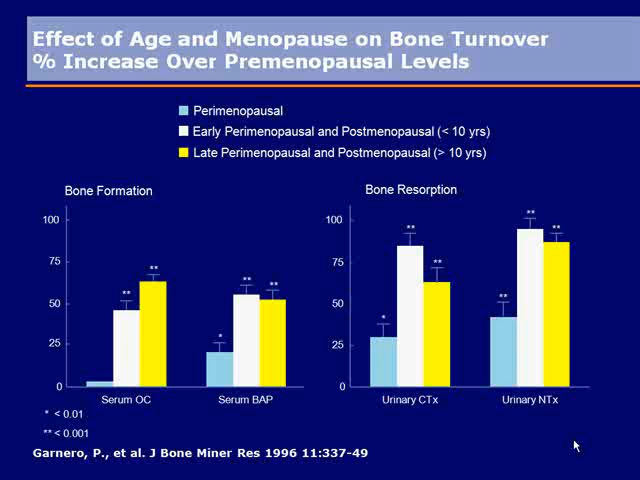 Effect of Age and Menopause on Bone Turnover
% Increase Over Premenopausal Levels
Perimenopausal
Early Perimenopausal and Postmenopausal (< 10 yrs)
Late Perimenopausal and Postmenopausal (> 10 yrs)
Bone Formation
100
75
50
25
0
** ** * ** **
Serum OC Serum BAP
Bone Resorption
100
75
50
25
0
* ** ** ** ** **
Urinary CTx Urinary NTx
* < 0.01
** < 0.001
Garnero, P., et al. J Bone Miner Res 1996 11:337-49